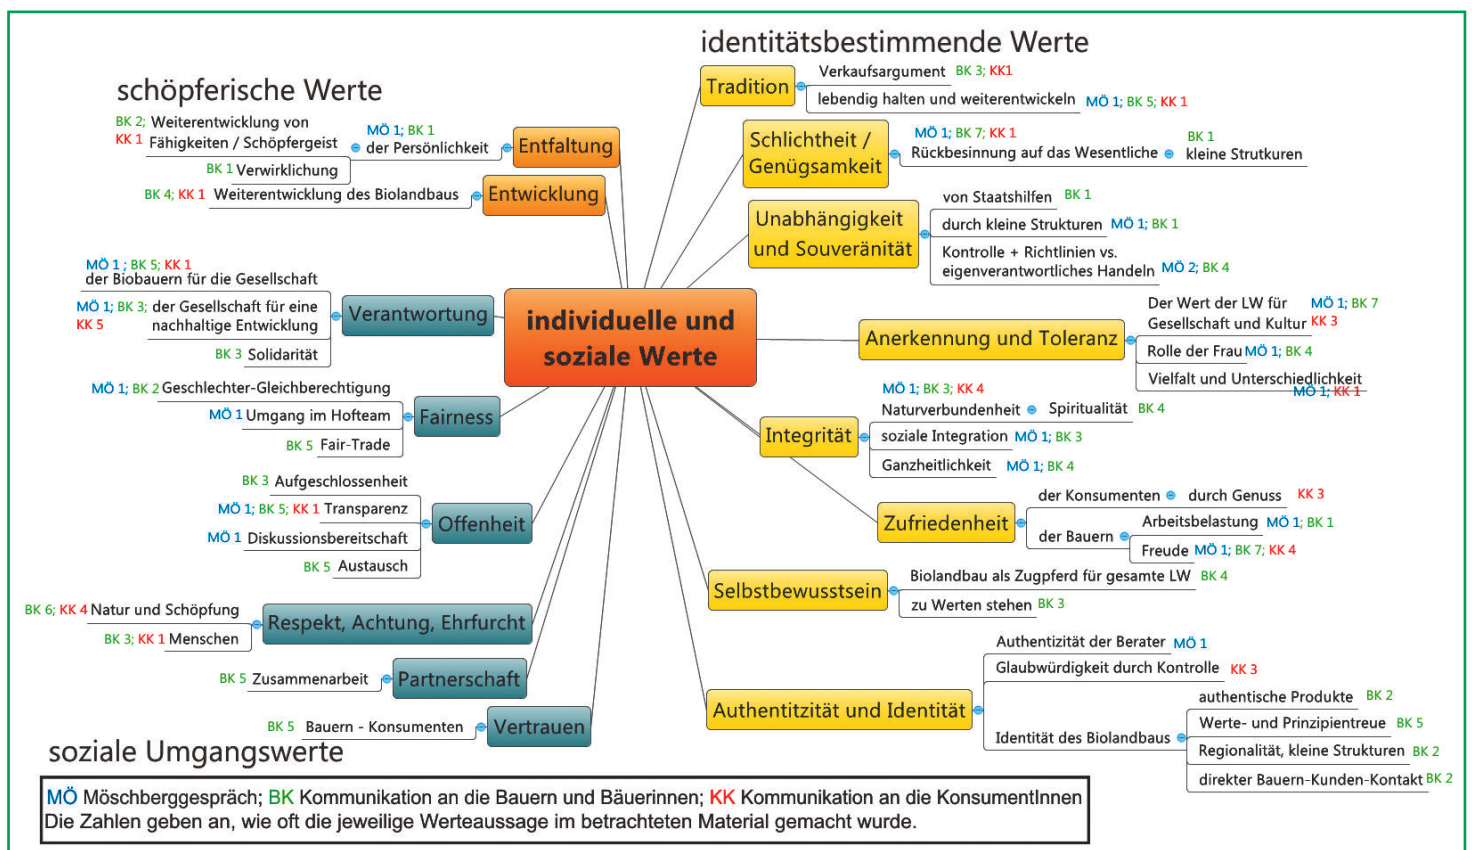 identitätsbestimmende Werte
schöpferische Werte
Tradition
Verkaufsargument BK 3; KK1
lebendig halten und weiterentwickeln MÖ 1; BK 5; KK 1
Schlichtheit /
Genügsamkeit
MÖ 1; BK 7; KK 1
Rückbesinnung auf das Wesentliche
BK 1
kleine Strutkuren
Unabhängigkeit
und Souveränität
von Staatshilfen BK 1
durch kleine Strukturen MÖ 1; BK 1
Kontrolle + Richtlinien vs.
eigenverantwortliches Handeln MÖ 2; BK 4
Anerkennung und Toleranz
Der Wert der LW für MÖ 1; BK 7
Gesellschaft und Kultur KK 3
Rolle der Frau MÖ 1; BK 4
Vielfalt und Unterschiedlichkeit
MÖ 1; KK 1
Integrität
MÖ 1; BK 3; KK 4
Naturverbundenheit Spiritualität BK 4
soziale Integration MÖ 1; BK 3
Ganzheitlichkeit MÖ 1; BK 4
Zufriedenheit
der Konsumenten durch Genuss KK 3
der Bauern
Arbeitsbelastung MÖ 1; BK 1
Freude MÖ 1; BK 7; KK 4
Selbstbewusstsein
Biolandbau als Zugpferd für gesamte LW BK 4
zu Werten stehen BK 3
Authentitzität und Identität
Authentizität der Berater MÖ 1
Glaubwürdigkeit durch Kontrolle KK 3
Identität des Biolandbaus
authentische Produkte BK 2
Werte- und Prinzipientreue BK 5
Regionalität, kleine Strukturen BK 2
direkter Bauern-Kunden-Kontakt BK 2
individuelle und
soziale Werte
Entfaltung
MÖ 1; BK 1
der Persönlichkeit
BK 2; Weiterentwicklung von
KK 1 Fähigkeiten / Schöpfergeist
BK 1 Verwirklichung
Entwicklung
BK 4; KK 1 Weiterentwicklung des Biolandbaus
Verantwortung
MÖ 1 ; BK 5; KK 1
der Biobauern für die Gesellschaft
MÖ 1; BK 3; der Gesellschaft für eine
KK 5 nachhaltige Entwicklung
BK 3 Solidarität
Fairness
MÖ 1; BK 2 Geschlechter-Gleichberechtigung
MÖ 1 Umgang im Hofteam
BK 5 Fair-Trade
Offenheit
BK 3 Aufgeschlossenheit
MÖ 1; BK 5; KK 1 Transparenz
MÖ 1 Diskussionsbereitschaft
BK 5 Austausch
Respekt, Achtung, Ehrfurcht
BK 6; KK 4 Natur und Schöpfung
BK 3; KK 1 Menschen
Partnerschaft
BK 5 Zusammenarbeit
Vertrauen
BK 5 Bauern - Konsumenten
soziale Umgangswerte
MÖ Möschberggespräch; BK Kommunikation an die Bauern und Bäuerinnen; KK Kommunikation an die KonsumentInnen
Die Zahlen geben an, wie oft die jeweilige Werteaussage im betrachteten Material gemacht wurde.